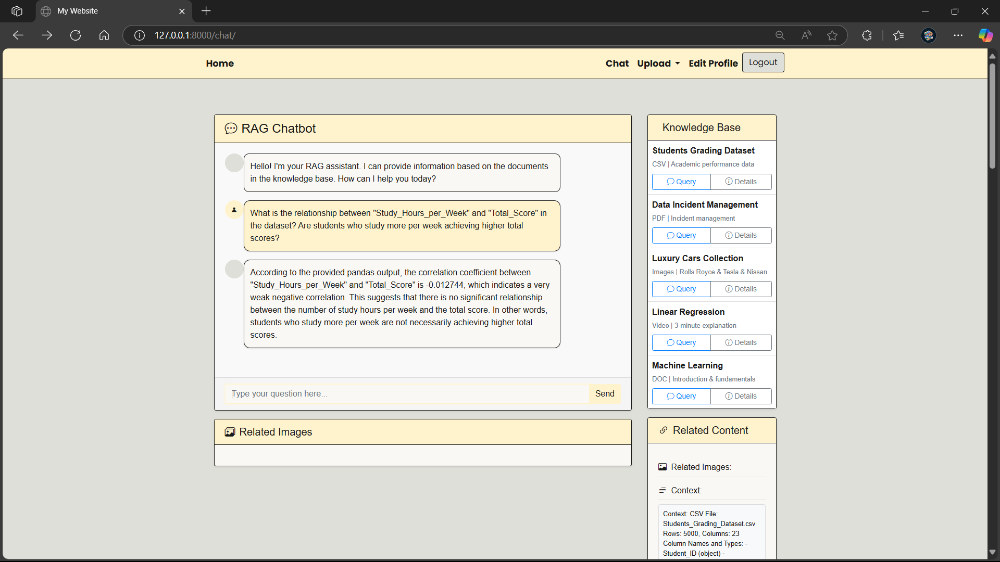 My Website
127.0.0.1:8000/chat/
Home
Chat
Upload
Edit Profile
Logout
RAG Chatbot
Hello! I'm your RAG assistant. I can provide information based on the documents
in the knowledge base. How can I help you today?
What is the relationship between "Study_Hours_per_Week" and "Total_Score" in
the dataset? Are students who study more per week achieving higher total
scores?
According to the provided pandas output, the correlation coefficient between
"Study_Hours_per_Week" and "Total_Score" is -0.012744, which indicates a very
weak negative correlation. This suggests that there is no significant relationship
between the number of study hours per week and the total score. In other words,
students who study more per week are not necessarily achieving higher total
scores.
Type your question here...
Send
Related Images
Knowledge Base
Students Grading Dataset
CSV | Academic performance data
Query
Details
Data Incident Management
PDF | Incident management
Query
Details
Luxury Cars Collection
Images | Rolls Royce & Tesla & Nissan
Query
Details
Linear Regression
Video | 3-minute explanation
Query
Details
Machine Learning
DOC | Introduction & fundamentals
Query
Details
Related Content
Related Images:
Context:
Context: CSV File:
Students_Grading_Dataset.csv
Rows: 5000, Columns: 23
Column Names and Types: -
Student_ID (object) -